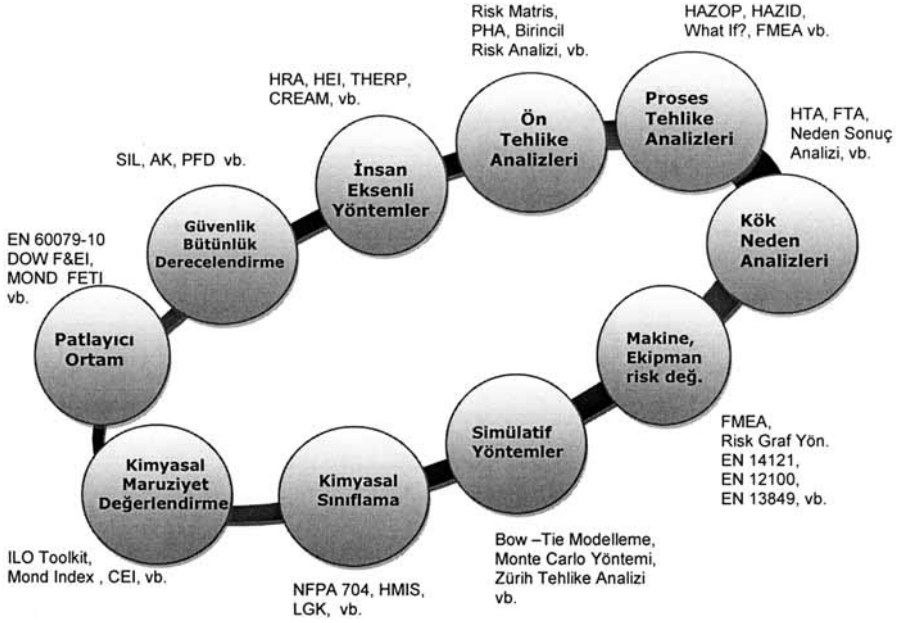 Risk Matris,
PHA, Birincil
Risk Analizi, vb.
HAZOP, HAZID,
What If?, FMEA vb.
HRA, HEI, THERP,
CREAM, vb.
Ön
Tehlike
Analizleri
Proses
Tehlike
Analizleri
HTA, FTA,
Neden Sonuç
Analizi, vb.
SIL, AK, PFD vb.
İnsan
Eksenli
Yöntemler
Kök
Neden
Analizleri
Güvenlik
Bütünlük
Derecelendirme
EN 60079-10
DOW F&EI,
MOND FETI
vb.
Patlayıcı
Ortam
Makine,
Ekipman
risk değ.
FMEA,
Risk Graf Yön.
EN 14121,
EN 12100,
EN 13849, vb.
Simülatif
Yöntemler
Bow –Tie Modelleme,
Monte Carlo Yöntemi,
Zürih Tehlike Analizi
vb.
Kimyasal
Sınıflama
NFPA 704, HMIS,
LGK, vb.
Kimyasal
Maruziyet
Değerlendirme
ILO Toolkit,
Mond Index , CEI, vb.